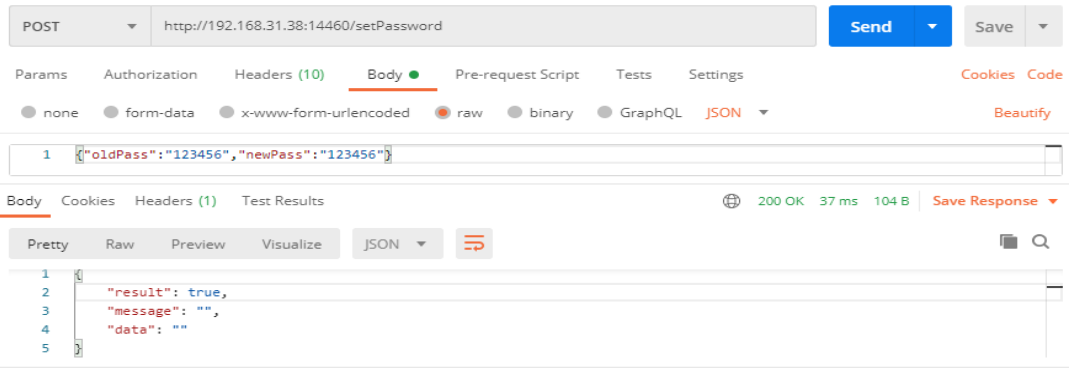 POST http://192.168.31.38:14460/setPassword Send Save
Params Authorization Headers (10) Body Pre-request Script Tests Settings Cookies Code
none form-data x-www-form-urlencoded raw binary GraphQL JSON Beautify
1 {"oldPass":"123456","newPass":"123456"}
Body Cookies Headers (1) Test Results 200 OK 37 ms 104 B Save Response
Pretty Raw Preview Visualize JSON
1 {
2 "result": true,
3 "message": "",
4 "data": ""
5 }